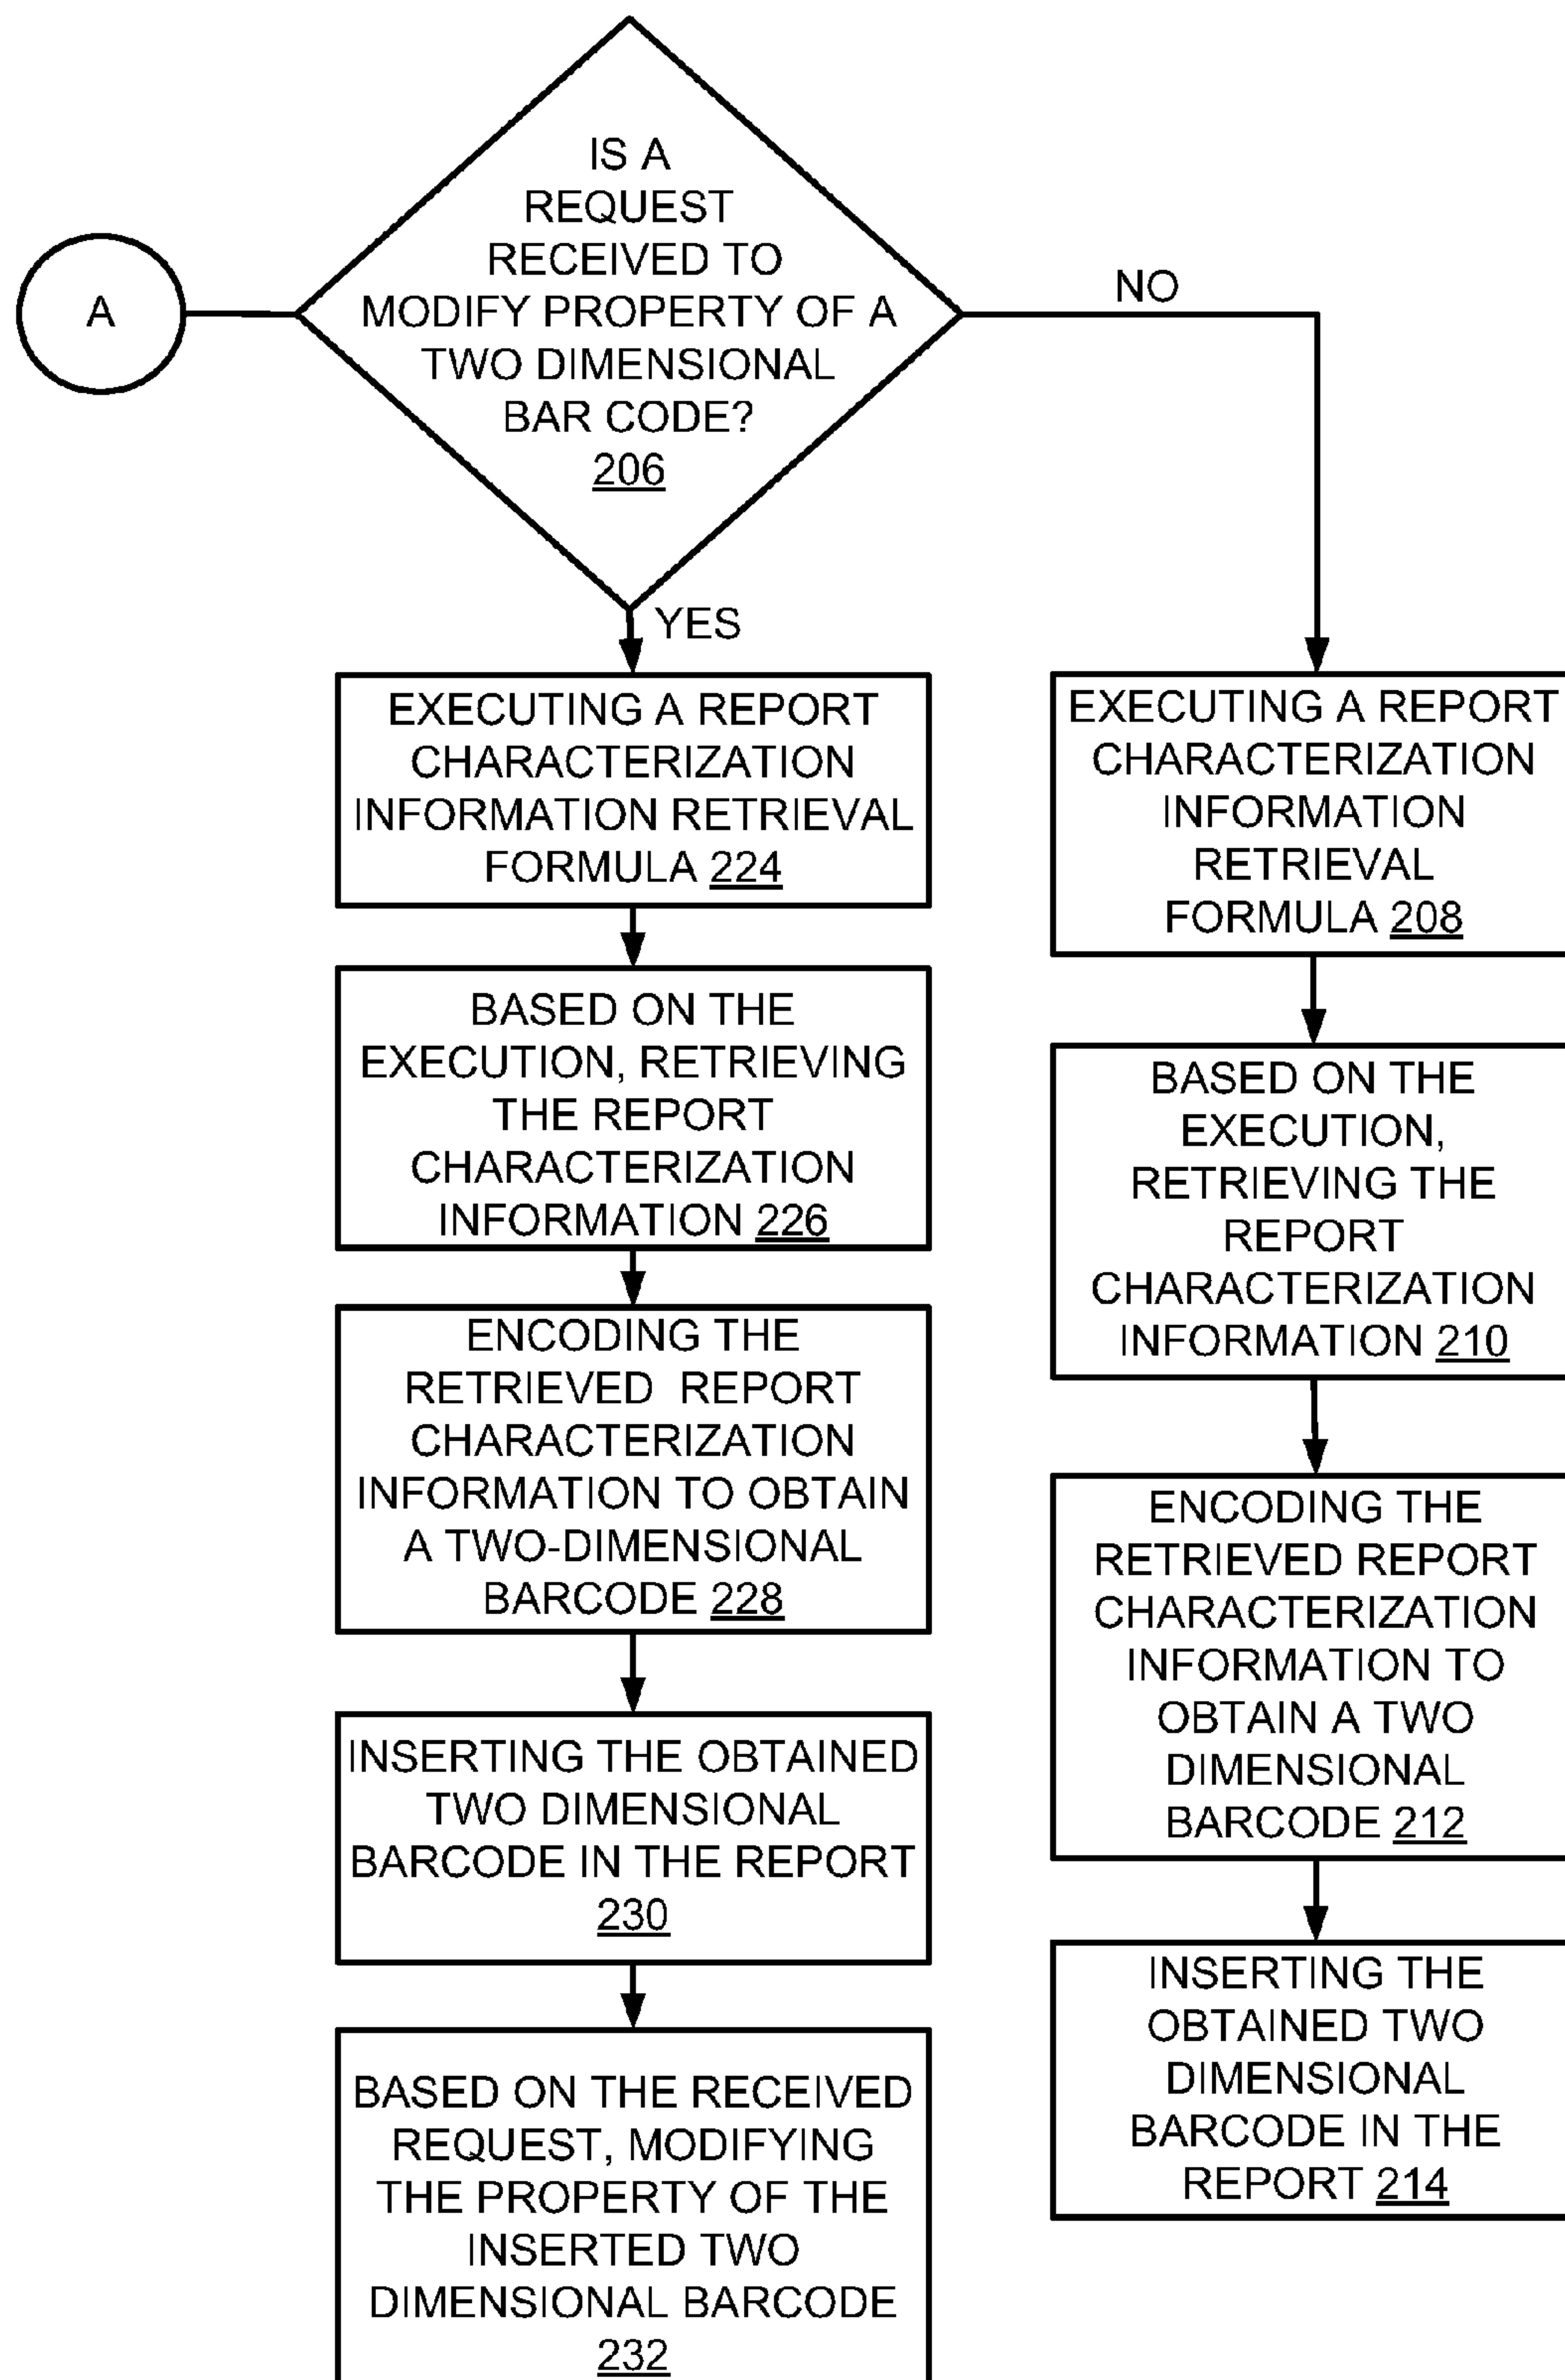 A
IS A
REQUEST
RECEIVED TO
MODIFY PROPERTY OF A
TWO DIMENSIONAL
BAR CODE?
206
NO
YES
EXECUTING A REPORT
CHARACTERIZATION
INFORMATION RETRIEVAL
FORMULA 224
BASED ON THE
EXECUTION, RETRIEVING
THE REPORT
CHARACTERIZATION
INFORMATION 226
ENCODING THE
RETRIEVED REPORT
CHARACTERIZATION
INFORMATION TO OBTAIN
A TWO-DIMENSIONAL
BARCODE 228
INSERTING THE OBTAINED
TWO DIMENSIONAL
BARCODE IN THE REPORT
230
BASED ON THE RECEIVED
REQUEST, MODIFYING
THE PROPERTY OF THE
INSERTED TWO
DIMENSIONAL BARCODE
232
EXECUTING A REPORT
CHARACTERIZATION
INFORMATION
RETRIEVAL
FORMULA 208
BASED ON THE
EXECUTION,
RETRIEVING THE
REPORT
CHARACTERIZATION
INFORMATION 210
ENCODING THE
RETRIEVED REPORT
CHARACTERIZATION
INFORMATION TO
OBTAIN A TWO
DIMENSIONAL
BARCODE 212
INSERTING THE
OBTAINED TWO
DIMENSIONAL
BARCODE IN THE
REPORT 214